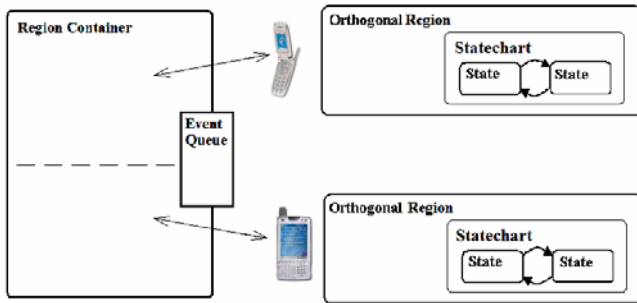 Region Container
Event
Queue
Orthogonal Region
Statechart
State
State
Orthogonal Region
Statechart
State
State